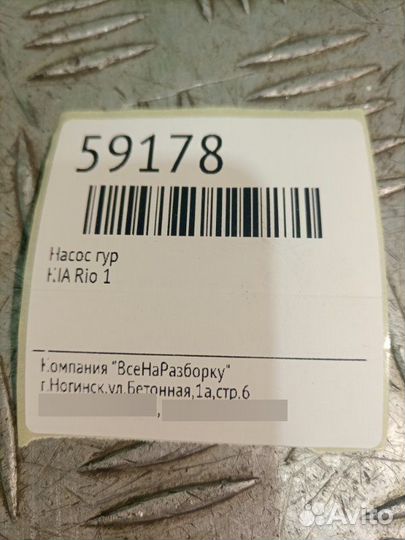 59178
Насос гур
KIA Rio 1
Компания "ВсеНаРазборку"
г.Ногинск,ул.Бетонная,1а,стр.6
,
Avito